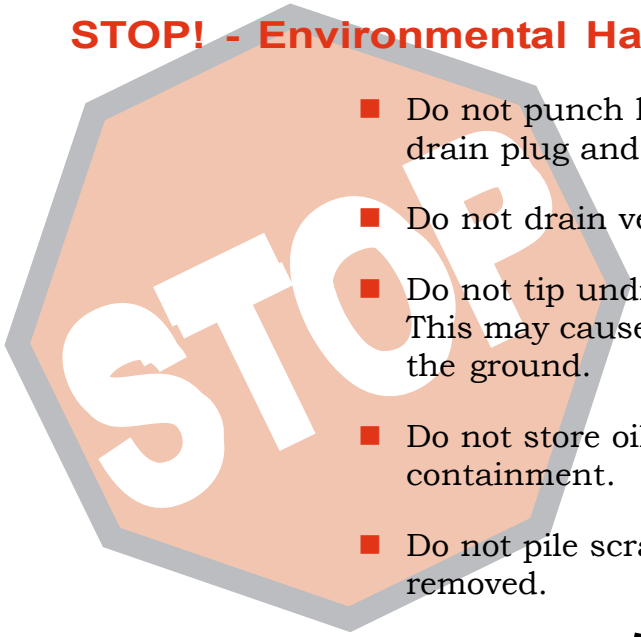 STOP! - Environmental Ha
Do not punch
drain plug and
Do not drain ve
Do not tip und
This may cause
the ground.
Do not store oil
containment.
Do not pile scra
removed.
STOP